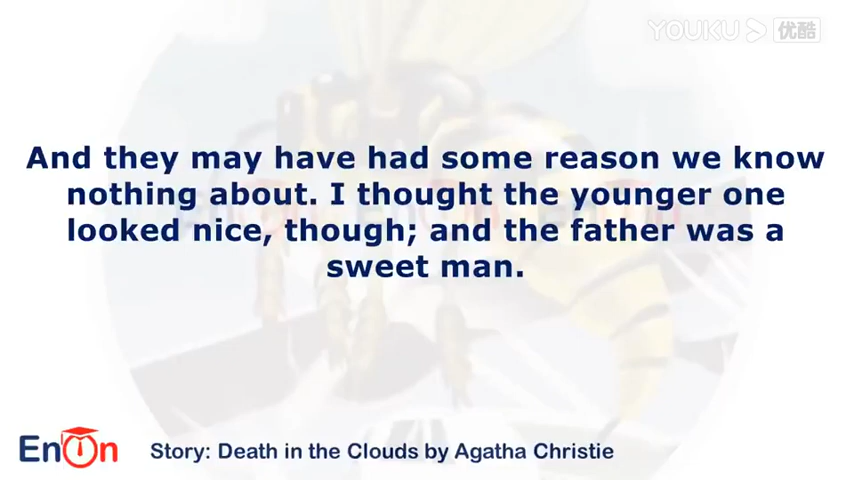 YOUKU 优酷
And they may have had some reason we know
nothing about. I thought the younger one
looked nice, though; and the father was a
sweet man.
EnOn
Story: Death in the Clouds by Agatha Christie